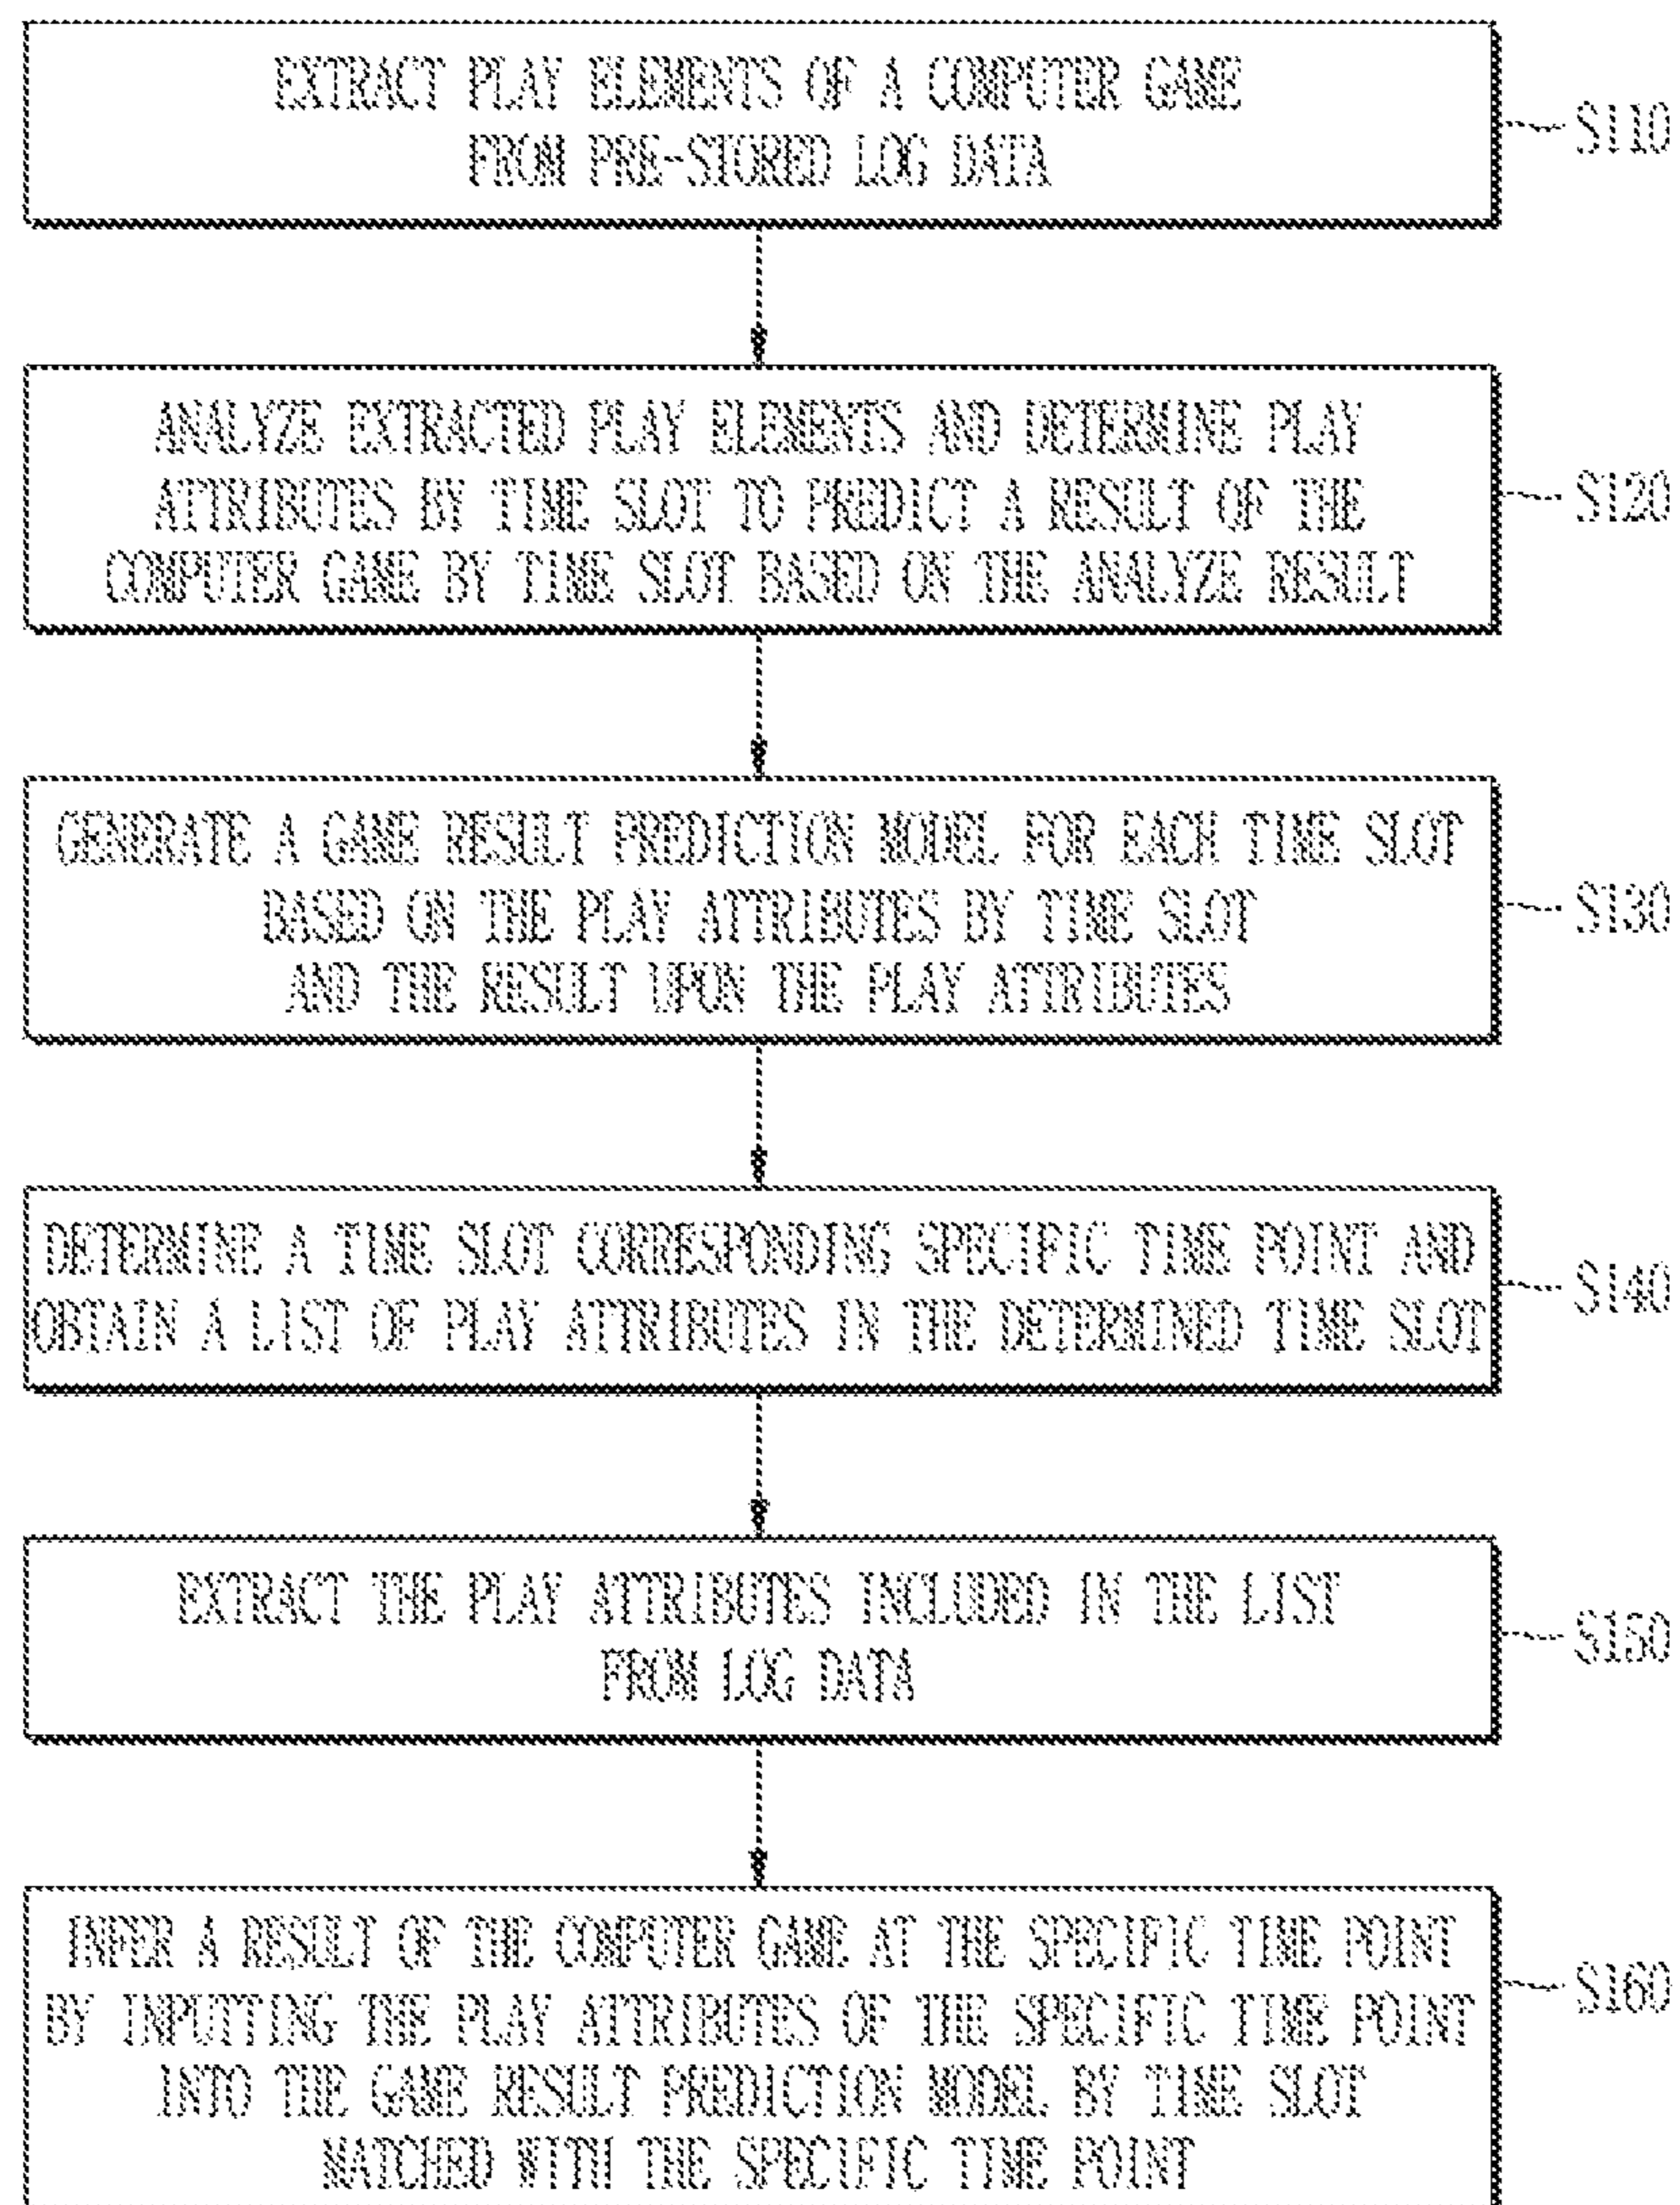 EXTRACT PLAY ELEMENTS OF A COMPUTER GAME
FROM PRE-STORED LOG DATA
S110
ANALYZE EXTRACTED PLAY ELEMENTS AND DETERMINE PLAY
ATTRIBUTES BY TIME SLOT TO PREDICT A RESULT OF THE
COMPUTER GAME BY TIME SLOT BASED ON THE ANALYZE RESULT
S120
GENERATE A GAME RESULT PREDICTION MODEL FOR EACH TIME SLOT
BASED ON THE PLAY ATTRIBUTES BY TIME SLOT
AND THE RESULT UPON THE PLAY ATTRIBUTES
S130
DETERMINE A TIME SLOT CORRESPONDING SPECIFIC TIME POINT AND
OBTAIN A LIST OF PLAY ATTRIBUTES IN THE DETERMINED TIME SLOT
S140
EXTRACT THE PLAY ATTRIBUTES INCLUDED IN THE LIST
FROM LOG DATA
S150
INFER A RESULT OF THE COMPUTER GAME AT THE SPECIFIC TIME POINT
BY INPUTTING THE PLAY ATTRIBUTES OF THE SPECIFIC TIME POINT
INTO THE GAME RESULT PREDICTION MODEL BY TIME SLOT
MATCHED WITH THE SPECIFIC TIME POINT
S160